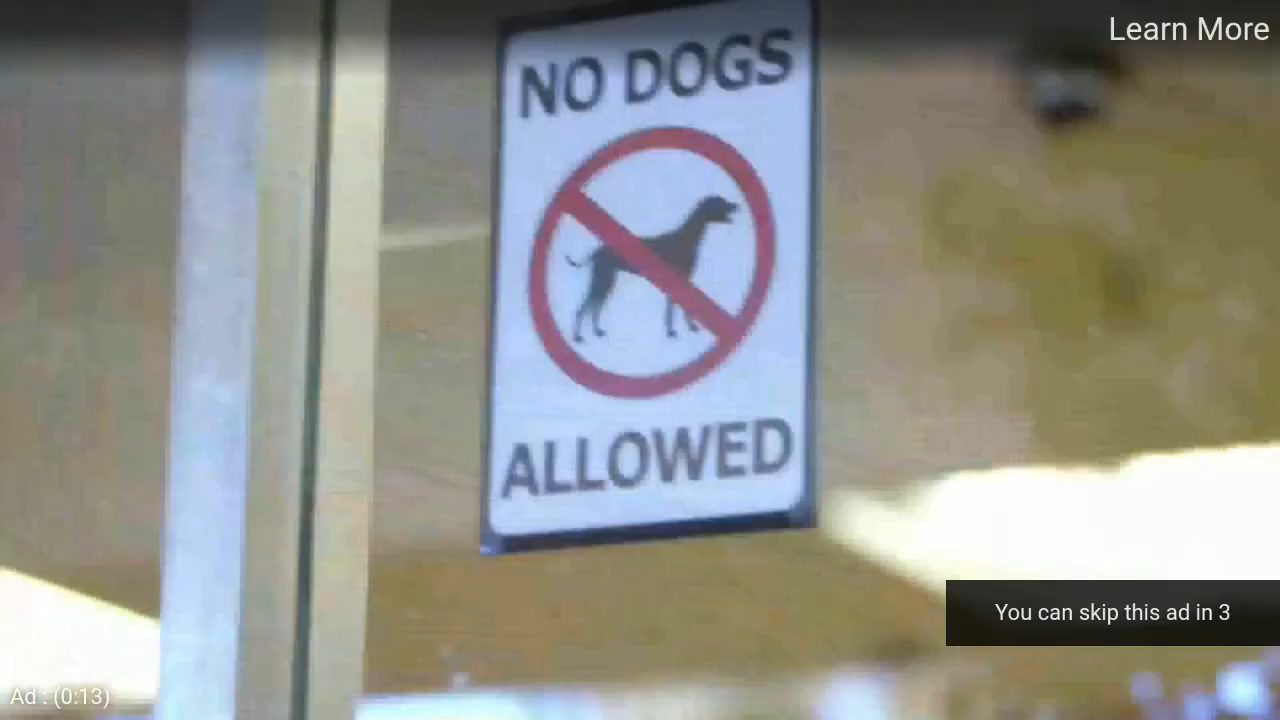 Learn More
NO DOGS
ALLOWED
You can skip this ad in 3
Ad : (0:13)